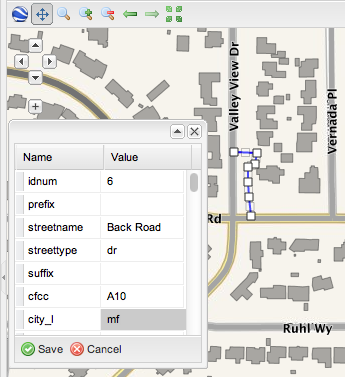 Valley View Dr
Vernada Pl
Rd
Ruhl Wy
Name Value
idnum 6
prefix
streetname Back Road
streettype dr
suffix
cfcc A10
city_l mf
Save Cancel